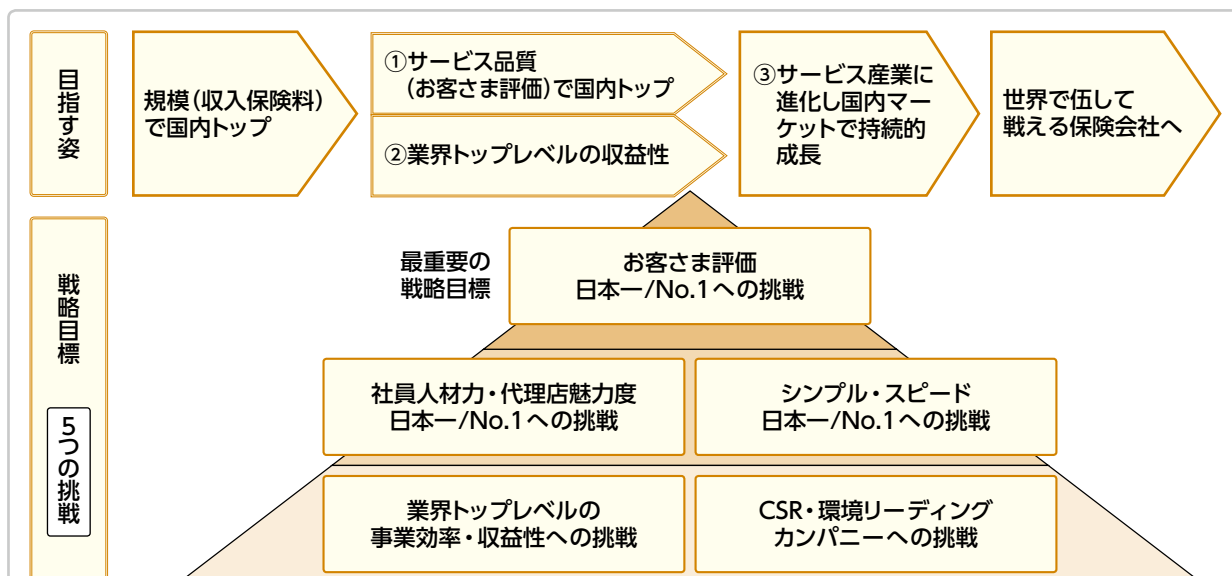 目指す姿
規模(収入保険料)
で国内トップ
①サービス品質
(お客さま評価)で国内トップ
②業界トップレベルの収益性
③サービス産業に
進化し国内マー
ケットで持続的
成長
世界で伍して
戦える保険会社へ
戦略目標
5つの挑戦
最重要の
戦略目標
お客さま評価
日本一/No.1への挑戦
社員人材力・代理店魅力度
日本一/No.1への挑戦
シンプル・スピード
日本一/No.1への挑戦
業界トップレベルの
事業効率・収益性への挑戦
CSR・環境リーディング
カンパニーへの挑戦